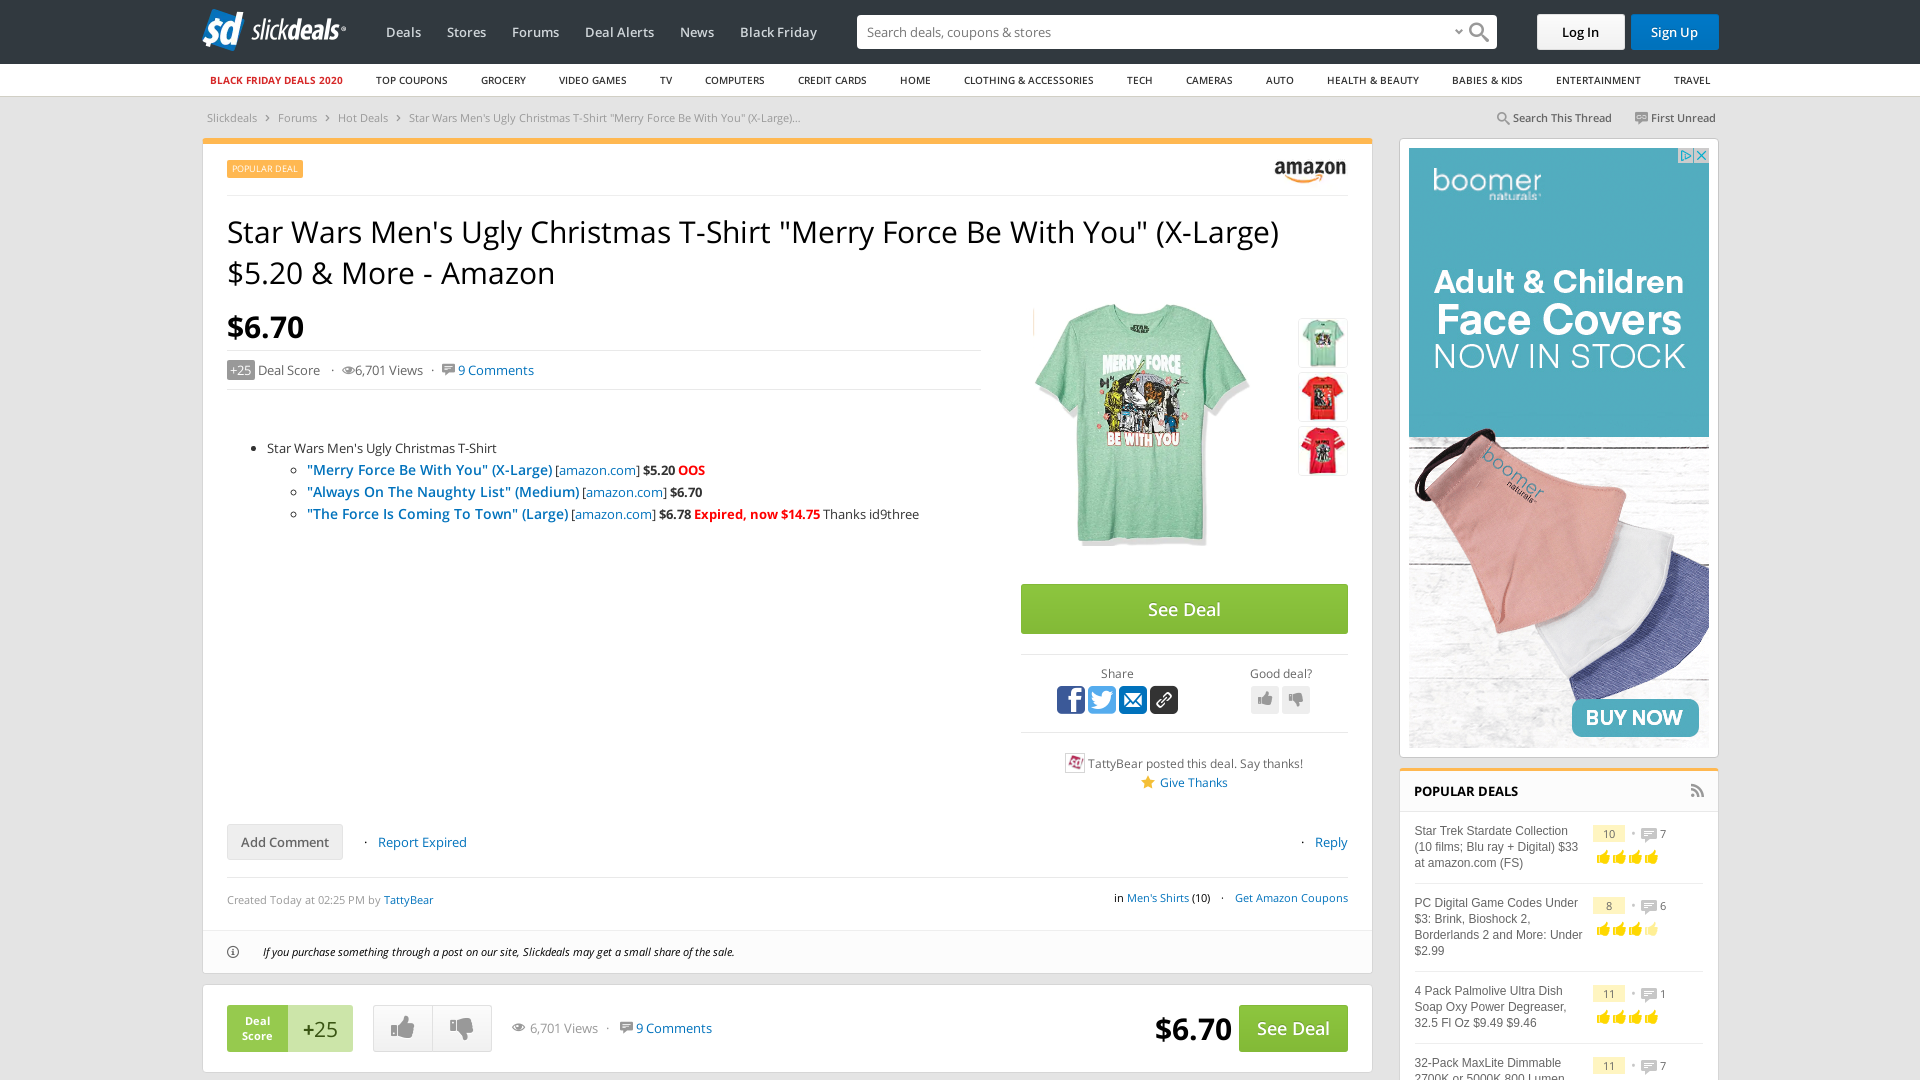 slickdeals
Deals
Stores
Forums
Deal Alerts
News
Black Friday
Search deals, coupons & stores
Log In
Sign Up
BLACK FRIDAY DEALS 2020
TOP COUPONS
GROCERY
VIDEO GAMES
TV
COMPUTERS
CREDIT CARDS
HOME
CLOTHING & ACCESSORIES
TECH
CAMERAS
AUTO
HEALTH & BEAUTY
BABIES & KIDS
ENTERTAINMENT
TRAVEL
Slickdeals › Forums › Hot Deals › Star Wars Men's Ugly Christmas T-Shirt "Merry Force Be With You" (X-Large)...
Search This Thread
First Unread
POPULAR DEAL
amazon
Star Wars Men's Ugly Christmas T-Shirt "Merry Force Be With You" (X-Large)
$5.20 & More - Amazon
$6.70
+25 Deal Score · 6,701 Views · 9 Comments
• Star Wars Men's Ugly Christmas T-Shirt
"Merry Force Be With You" (X-Large) [amazon.com] $5.20 OOS
"Always On The Naughty List" (Medium) [amazon.com] $6.70
"The Force Is Coming To Town" (Large) [amazon.com] $6.78 Expired, now $14.75 Thanks id9three
STAR WARS
MERRY FORCE
BE WITH YOU
See Deal
Share
Good deal?
TattyBear posted this deal. Say thanks!
Give Thanks
Add Comment · Report Expired
· Reply
Created Today at 02:25 PM by TattyBear
in Men's Shirts (10) · Get Amazon Coupons
If you purchase something through a post on our site, Slickdeals may get a small share of the sale.
Deal
Score
+25
6,701 Views · 9 Comments
$6.70
See Deal
boomer
naturals
Adult & Children
Face Covers
NOW IN STOCK
boomer
naturals
BUY NOW
POPULAR DEALS
Star Trek Stardate Collection
(10 films; Blu ray + Digital) $33
at amazon.com (FS)
10 • 7
PC Digital Game Codes Under
$3: Brink, Bioshock 2,
Borderlands 2 and More: Under
$2.99
8 • 6
4 Pack Palmolive Ultra Dish
Soap Oxy Power Degreaser,
32.5 Fl Oz $9.49 $9.46
11 • 1
32-Pack MaxLite Dimmable
2700K or 5000K 800 Lumen
11 • 7